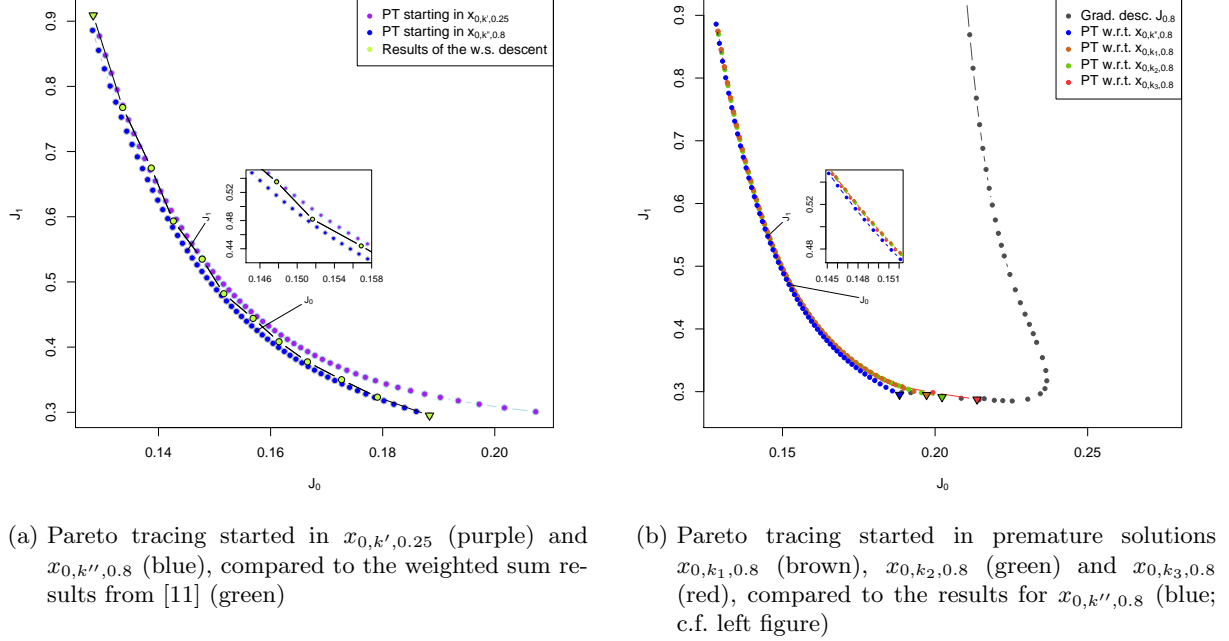 PT starting in x0,k',0.25
PT starting in x0,k'',0.8
Results of the w.s. descent
0.9
0.8
0.7
0.6
0.5
0.4
0.3
J1
0.52
0.48
0.44
0.146
0.150
0.154
0.158
J1
J0
0.14
0.16
0.18
0.20
J0
Grad. desc. J0.8
PT w.r.t. x0,k'',0.8
PT w.r.t. x0,k1,0.8
PT w.r.t. x0,k2,0.8
PT w.r.t. x0,k3,0.8
0.9
0.8
0.7
0.6
0.5
0.4
0.3
J1
0.52
0.48
0.145
0.148
0.151
J1
J0
0.15
0.20
0.25
J0
(a) Pareto tracing started in x0,k',0.25 (purple) and
x0,k'',0.8 (blue), compared to the weighted sum re-
sults from [11] (green)
(b) Pareto tracing started in premature solutions
x0,k1,0.8 (brown), x0,k2,0.8 (green) and x0,k3,0.8
(red), compared to the results for x0,k'',0.8 (blue;
c.f. left figure)